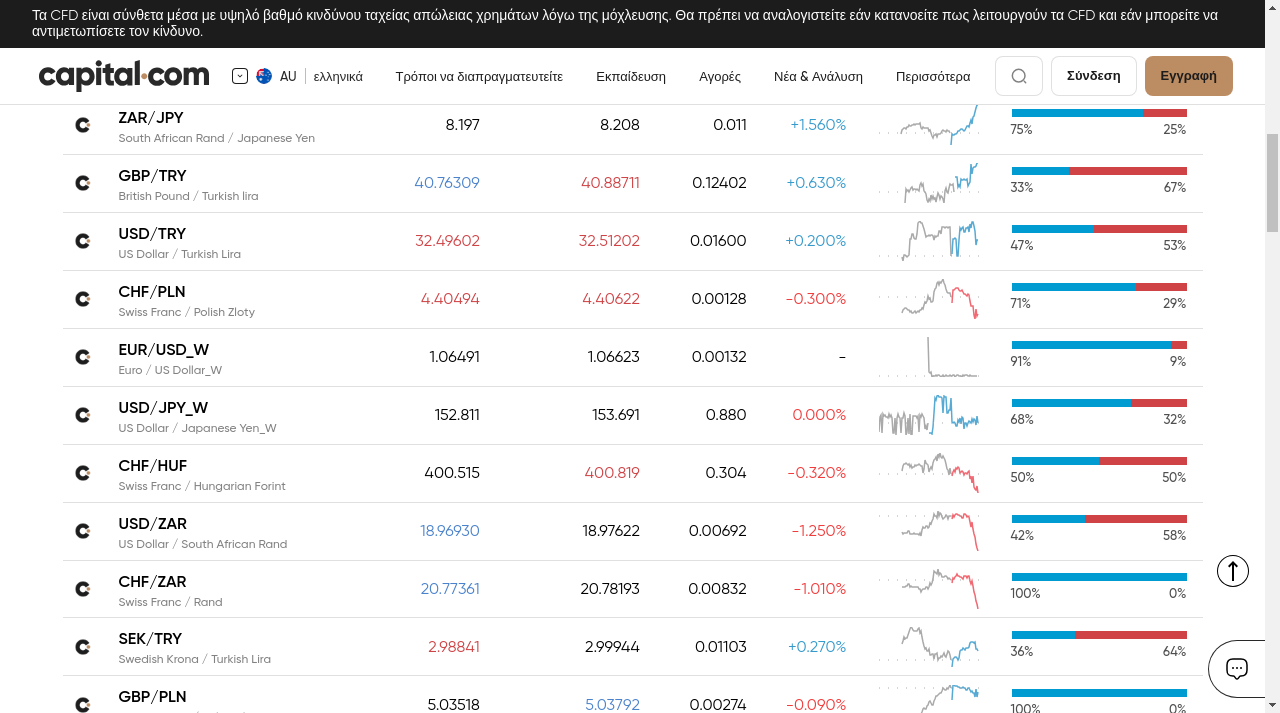 Τα CFD είναι σύνθετα μέσα με υψηλό βαθμό κινδύνου ταχείας απώλειας χρημάτων λόγω της μόχλευσης. Θα πρέπει να αναλογιστείτε εάν κατανοείτε πως λειτουργούν τα CFD και εάν μπορείτε να
αντιμετωπίσετε τον κίνδυνο.
capital.com AU ελληνικά Τρόποι να διαπραγματευτείτε Εκπαίδευση Αγορές Νέα & Ανάλυση Περισσότερα Σύνδεση Εγγραφή
ZAR/JPY 8.197 8.208 0.011 +1.560%
South African Rand / Japanese Yen 75% 25%
GBP/TRY 40.76309 40.88711 0.12402 +0.630%
British Pound / Turkish lira 33% 67%
USD/TRY 32.49602 32.51202 0.01600 +0.200%
US Dollar / Turkish Lira 47% 53%
CHF/PLN 4.40494 4.40622 0.00128 -0.300%
Swiss Franc / Polish Zloty 71% 29%
EUR/USD_W 1.06491 1.06623 0.00132 -
Euro / US Dollar_W 91% 9%
USD/JPY_W 152.811 153.691 0.880 0.000%
US Dollar / Japanese Yen_W 68% 32%
CHF/HUF 400.515 400.819 0.304 -0.320%
Swiss Franc / Hungarian Forint 50% 50%
USD/ZAR 18.96930 18.97622 0.00692 -1.250%
US Dollar / South African Rand 42% 58%
CHF/ZAR 20.77361 20.78193 0.00832 -1.010%
Swiss Franc / Rand 100% 0%
SEK/TRY 2.98841 2.99944 0.01103 +0.270%
Swedish Krona / Turkish Lira 36% 64%
GBP/PLN 5.03518 5.03792 0.00274 -0.090%
100% 0%